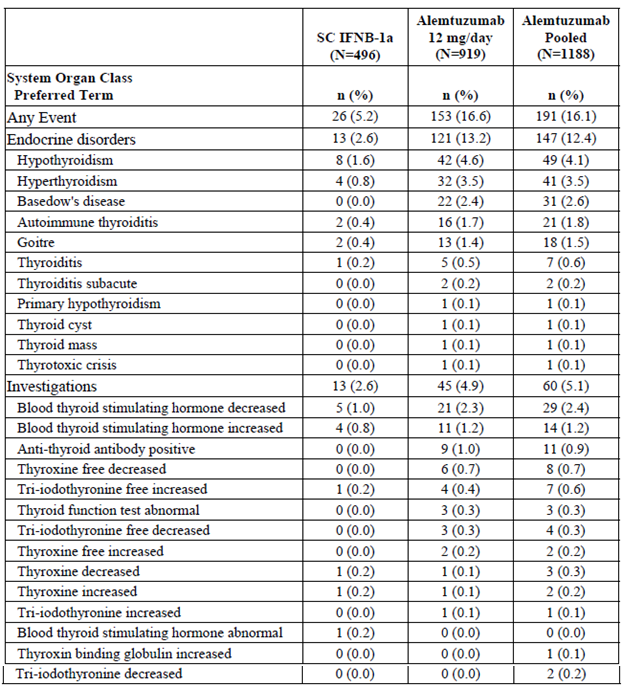 SC IFNB-1a
(N=496)
Alemtuzumab
12 mg/day
(N=919)
Alemtuzumab
Pooled
(N=1188)
System Organ Class
Preferred Term
n (%)
n (%)
n (%)
Any Event 26 (5.2) 153 (16.6) 191 (16.1)
Endocrine disorders 13 (2.6) 121 (13.2) 147 (12.4)
Hypothyroidism 8 (1.6) 42 (4.6) 49 (4.1)
Hyperthyroidism 4 (0.8) 32 (3.5) 41 (3.5)
Basedow's disease 0 (0.0) 22 (2.4) 31 (2.6)
Autoimmune thyroiditis 2 (0.4) 16 (1.7) 21 (1.8)
Goitre 2 (0.4) 13 (1.4) 18 (1.5)
Thyroiditis 1 (0.2) 5 (0.5) 7 (0.6)
Thyroiditis subacute 0 (0.0) 2 (0.2) 2 (0.2)
Primary hypothyroidism 0 (0.0) 1 (0.1) 1 (0.1)
Thyroid cyst 0 (0.0) 1 (0.1) 1 (0.1)
Thyroid mass 0 (0.0) 1 (0.1) 1 (0.1)
Thyrotoxic crisis 0 (0.0) 1 (0.1) 1 (0.1)
Investigations 13 (2.6) 45 (4.9) 60 (5.1)
Blood thyroid stimulating hormone decreased 5 (1.0) 21 (2.3) 29 (2.4)
Blood thyroid stimulating hormone increased 4 (0.8) 11 (1.2) 14 (1.2)
Anti-thyroid antibody positive 0 (0.0) 9 (1.0) 11 (0.9)
Thyroxine free decreased 0 (0.0) 6 (0.7) 8 (0.7)
Tri-iodothyronine free increased 1 (0.2) 4 (0.4) 7 (0.6)
Thyroid function test abnormal 0 (0.0) 3 (0.3) 3 (0.3)
Tri-iodothyronine free decreased 0 (0.0) 3 (0.3) 4 (0.3)
Thyroxine free increased 0 (0.0) 2 (0.2) 2 (0.2)
Thyroxine decreased 1 (0.2) 1 (0.1) 3 (0.3)
Thyroxine increased 1 (0.2) 1 (0.1) 2 (0.2)
Tri-iodothyronine increased 0 (0.0) 1 (0.1) 1 (0.1)
Blood thyroid stimulating hormone abnormal 1 (0.2) 0 (0.0) 0 (0.0)
Thyroxin binding globulin increased 0 (0.0) 0 (0.0) 1 (0.1)
Tri-iodothyronine decreased 0 (0.0) 0 (0.0) 2 (0.2)